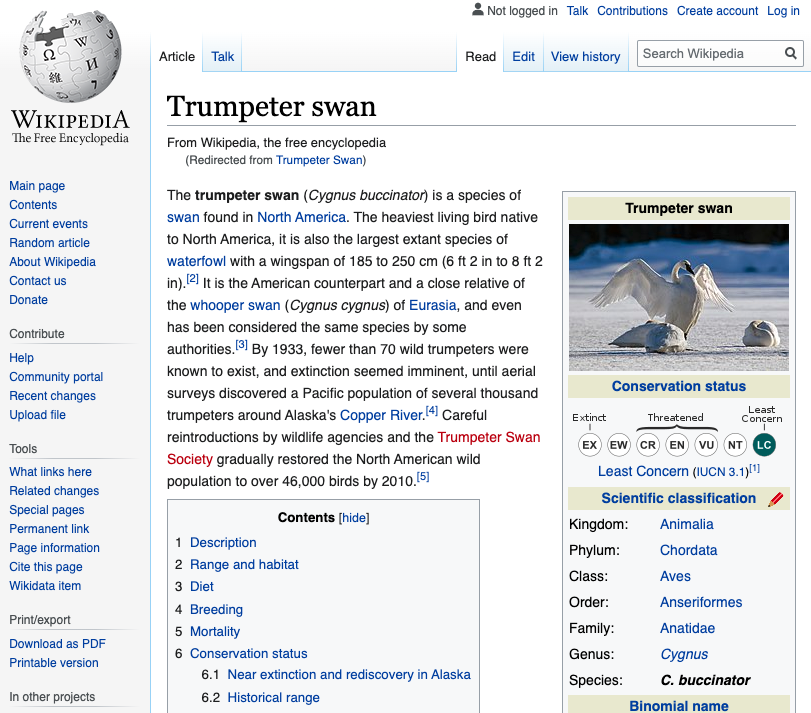 Not logged in Talk Contributions Create account Log in
Article Talk Read Edit View history Search Wikipedia
WIKIPEDIA
The Free Encyclopedia
Main page
Contents
Current events
Random article
About Wikipedia
Contact us
Donate
Contribute
Help
Community portal
Recent changes
Upload file
Tools
What links here
Related changes
Special pages
Permanent link
Page information
Cite this page
Wikidata item
Print/export
Download as PDF
Printable version
In other projects
Trumpeter swan
From Wikipedia, the free encyclopedia
(Redirected from Trumpeter Swan)
The trumpeter swan (Cygnus buccinator) is a species of
swan found in North America. The heaviest living bird native
to North America, it is also the largest extant species of
waterfowl with a wingspan of 185 to 250 cm (6 ft 2 in to 8 ft 2
in).[2] It is the American counterpart and a close relative of
the whooper swan (Cygnus cygnus) of Eurasia, and even
has been considered the same species by some
authorities.[3] By 1933, fewer than 70 wild trumpeters were
known to exist, and extinction seemed imminent, until aerial
surveys discovered a Pacific population of several thousand
trumpeters around Alaska's Copper River.[4] Careful
reintroductions by wildlife agencies and the Trumpeter Swan
Society gradually restored the North American wild
population to over 46,000 birds by 2010.[5]
Contents [hide]
1 Description
2 Range and habitat
3 Diet
4 Breeding
5 Mortality
6 Conservation status
6.1 Near extinction and rediscovery in Alaska
6.2 Historical range
Trumpeter swan
Conservation status
Extinct Threatened Least Concern
EX EW CR EN VU NT LC
Least Concern (IUCN 3.1)[1]
Scientific classification
Kingdom: Animalia
Phylum: Chordata
Class: Aves
Order: Anseriformes
Family: Anatidae
Genus: Cygnus
Species: C. buccinator
Binomial name